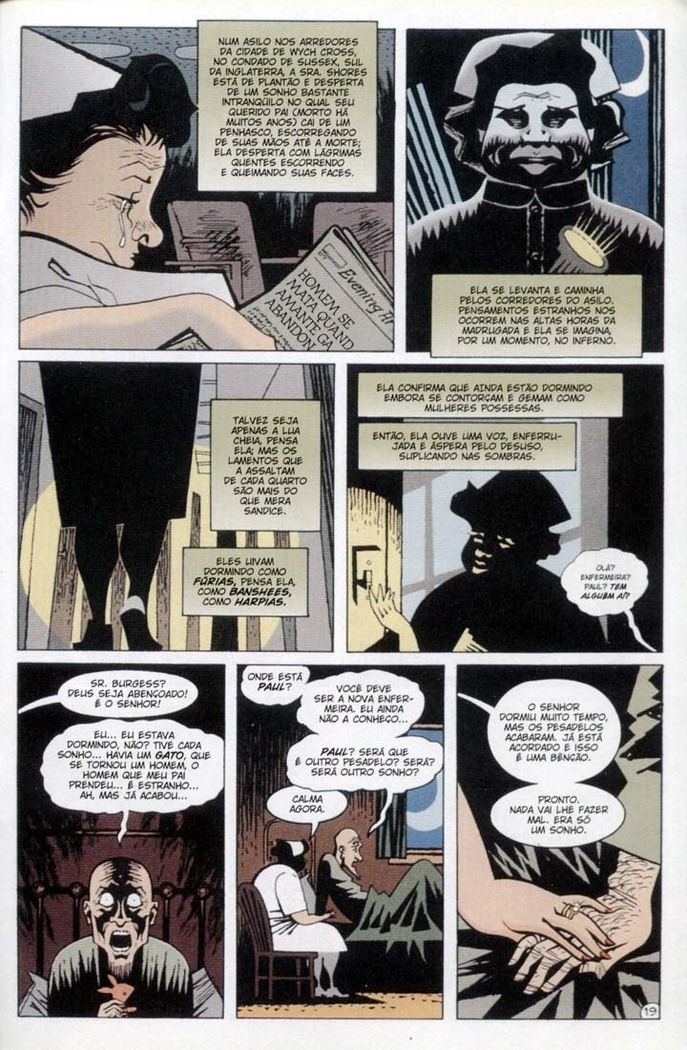 NUM ASILO NOS ARREDORES
DA CIDADE DE WYCH CROSS,
NO CONDADO DE SUSSEX, SUL
DA INGLATERRA, A SRA. SHORES
ESTÁ DE PLANTÃO E DESPERTA
DE UM SONHO BASTANTE
INTRANQÜILO NO QUAL SEU
QUERIDO PAI (MORTO HÁ
MUITOS ANOS) CAI DE UM
PENHASCO, ESCORREGANDO
DE SUAS MÃOS ATÉ A MORTE;
ELA DESPERTA COM LÁGRIMAS
QUENTES ESCORRENDO
E QUEIMANDO SUAS FACES.
Evening Ar
HOMEM SE
MATA QUANDO
AMANTE GA
ABANDON
ELA SE LEVANTA E CAMINHA
PELOS CORREDORES DO ASILO.
PENSAMENTOS ESTRANHOS NOS
OCORREM NAS ALTAS HORAS DA
MADRUGADA E ELA SE IMAGINA,
POR UM MOMENTO, NO INFERNO.
TALVEZ SEJA
APENAS A LUA
CHEIA, PENSA
ELA; MAS OS
LAMENTOS QUE
A ASSALTAM
DE CADA QUARTO
SÃO MAIS DO
QUE MERA
SANDICE.
ELES UIVAM
DORMINDO COMO
FÚRIAS, PENSA ELA,
COMO BANSHEES,
COMO HARPIAS.
ELA CONFIRMA QUE AINDA ESTÃO DORMINDO
EMBORA SE CONTORÇAM E GEMAM COMO
MULHERES POSSESSAS.
ENTÃO, ELA OUVE UMA VOZ, ENFERRU-
JADA E ÁSPERA PELO DESUSO,
SUPLICANDO NAS SOMBRAS.
OLÁ?
ENFERMEIRA?
PAUL? TEM
ALGUÉM AÍ?
SR. BURGESS?
DEUS SEJA ABENÇOADO!
É O SENHOR!
EU... EU ESTAVA
DORMINDO, NÃO? TIVE CADA
SONHO... HAVIA UM GATO, QUE
SE TORNOU UM HOMEM, O
HOMEM QUE MEU PAI
PRENDEU... É ESTRANHO...
AH, MAS JÁ ACABOU...
ONDE ESTÁ
PAUL?
VOCÊ DEVE
SER A NOVA ENFER-
MEIRA. EU AINDA
NÃO A CONHEÇO...
PAUL? SERÁ QUE
É OUTRO PESADELO? SERÁ?
SERÁ OUTRO SONHO?
CALMA
AGORA.
O SENHOR
DORMIU MUITO TEMPO,
MAS OS PESADELOS
ACABARAM. JÁ ESTÁ
ACORDADO E ISSO
É UMA BÊNÇÃO.
PRONTO.
NADA VAI LHE FAZER
MAL. ERA SÓ
UM SONHO.
19